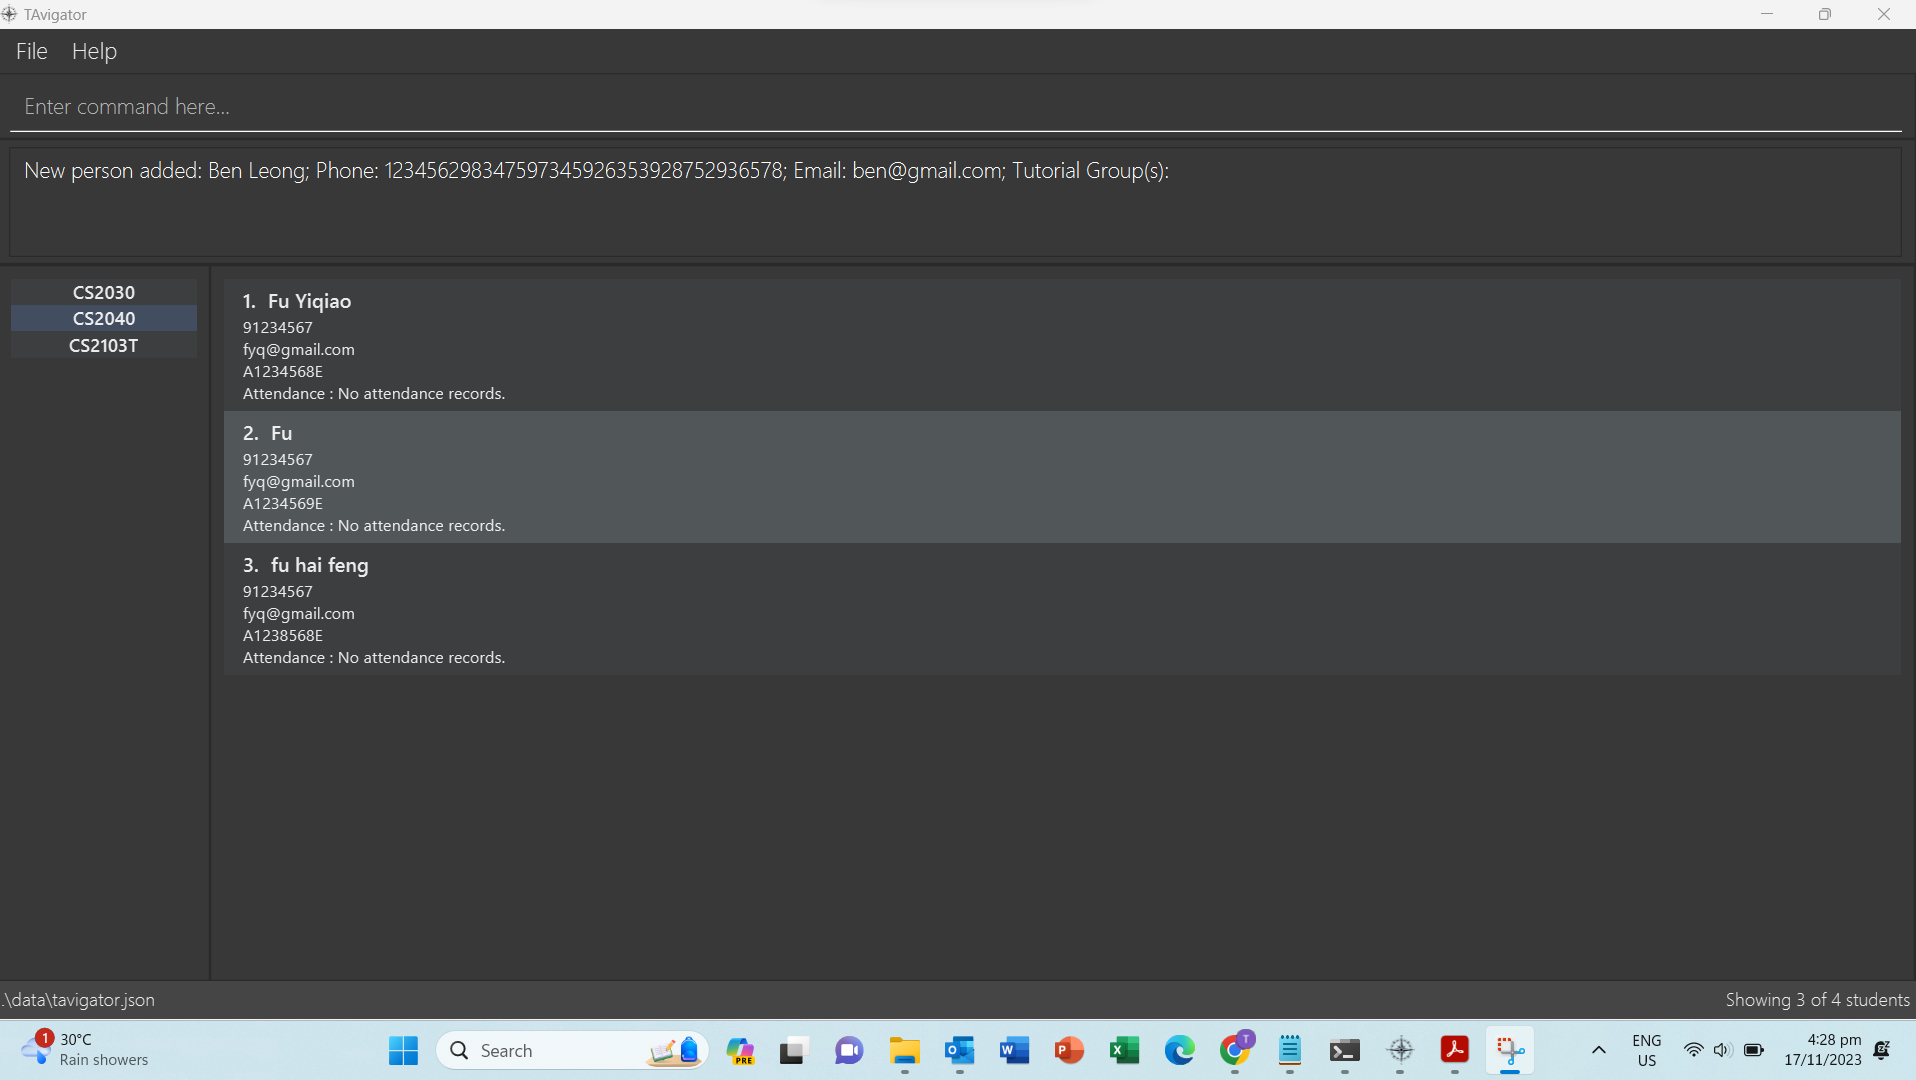 TAvigator
File Help
Enter command here...
New person added: Ben Leong; Phone: 12345629834759734592635392875293657​8; Email: ben@gmail.com; Tutorial Group(s):
CS2030
CS2040
CS2103T
1. Fu Yiqiao
91234567
fyq@gmail.com
A1234568E
Attendance : No attendance records.
2. Fu
91234567
fyq@gmail.com
A1234569E
Attendance : No attendance records.
3. fu hai feng
91234567
fyq@gmail.com
A1238568E
Attendance : No attendance records.
.\data\tavigator.json
Showing 3 of 4 students
1
30°C
Rain showers
Search
PRE
T
ENG
US
4:28 pm
17/11/2023